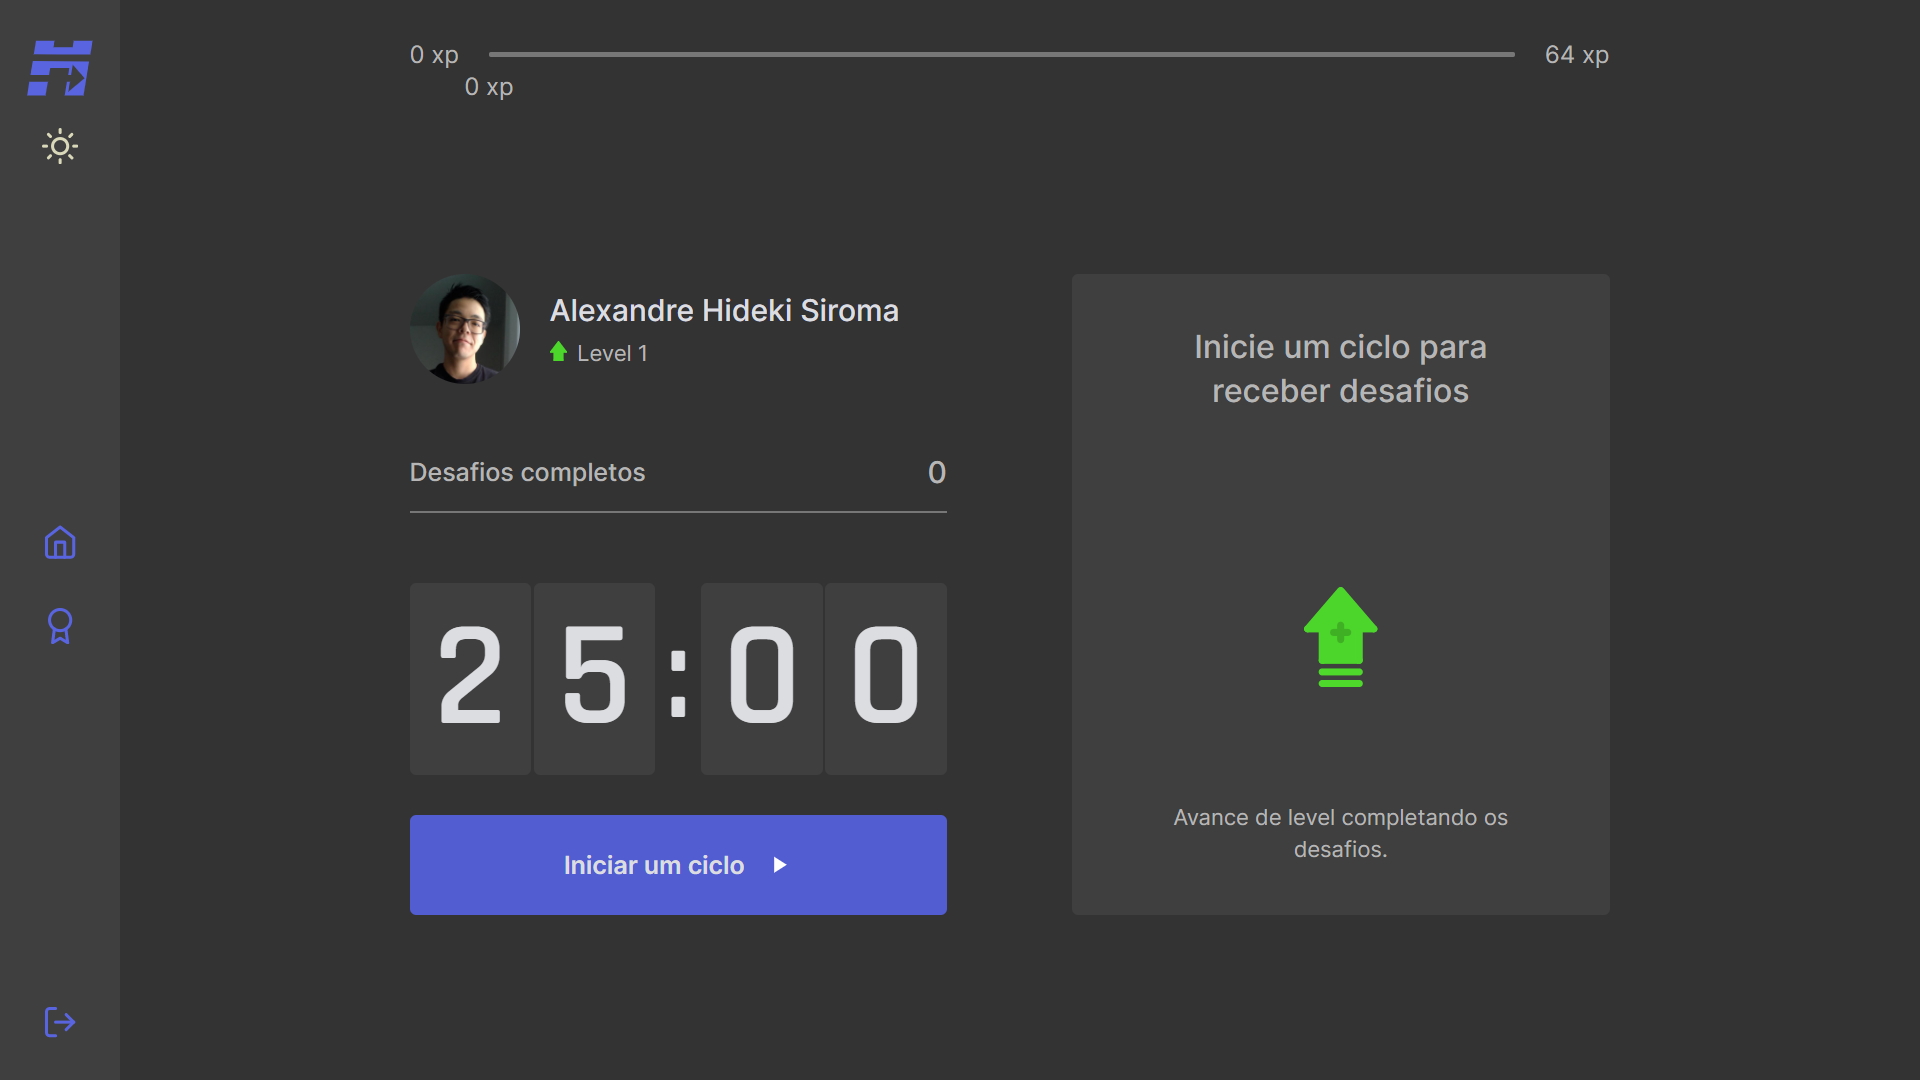 0 xp
64 xp
0 xp
Alexandre Hideki Siroma
Level 1
Desafios completos
0
25:00
Iniciar um ciclo
Inicie um ciclo para
receber desafios
Avance de level completando os
desafios.